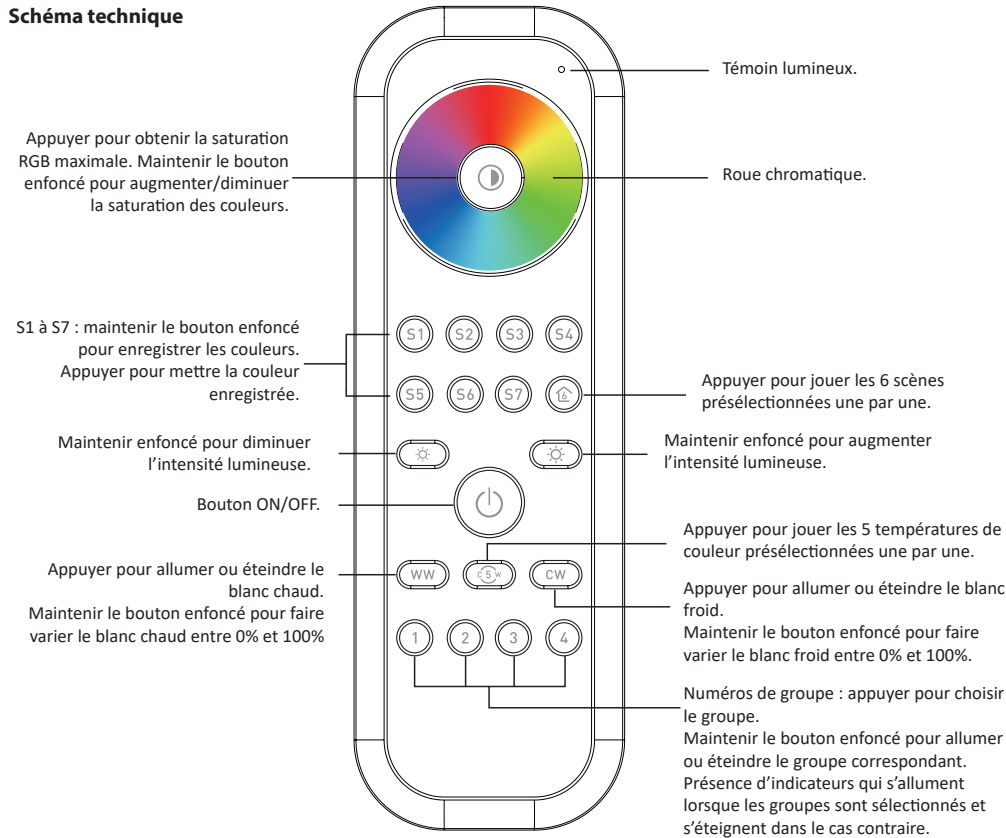 Schéma technique
Témoin lumineux.
Appuyer pour obtenir la saturation
RGB maximale. Maintenir le bouton
enfoncé pour augmenter/diminuer
la saturation des couleurs.
Roue chromatique.
S1 à S7 : maintenir le bouton enfoncé
pour enregistrer les couleurs.
Appuyer pour mettre la couleur
enregistrée.
S1 S2 S3 S4
S5 S6 S7 6
Appuyer pour jouer les 6 scènes
présélectionnées une par une.
Maintenir enfoncé pour diminuer
l’intensité lumineuse.
Maintenir enfoncé pour augmenter
l’intensité lumineuse.
Bouton ON/OFF.
Appuyer pour jouer les 5 températures de
couleur présélectionnées une par une.
Appuyer pour allumer ou éteindre le
blanc chaud.
Maintenir le bouton enfoncé pour faire
varier le blanc chaud entre 0% et 100%
WW C5W CW
Appuyer pour allumer ou éteindre le blanc
froid.
Maintenir le bouton enfoncé pour faire
varier le blanc froid entre 0% et 100%.
1 2 3 4
Numéros de groupe : appuyer pour choisir
le groupe.
Maintenir le bouton enfoncé pour allumer
ou éteindre le groupe correspondant.
Présence d’indicateurs qui s’allument
lorsque les groupes sont sélectionnés et
s’éteignent dans le cas contraire.